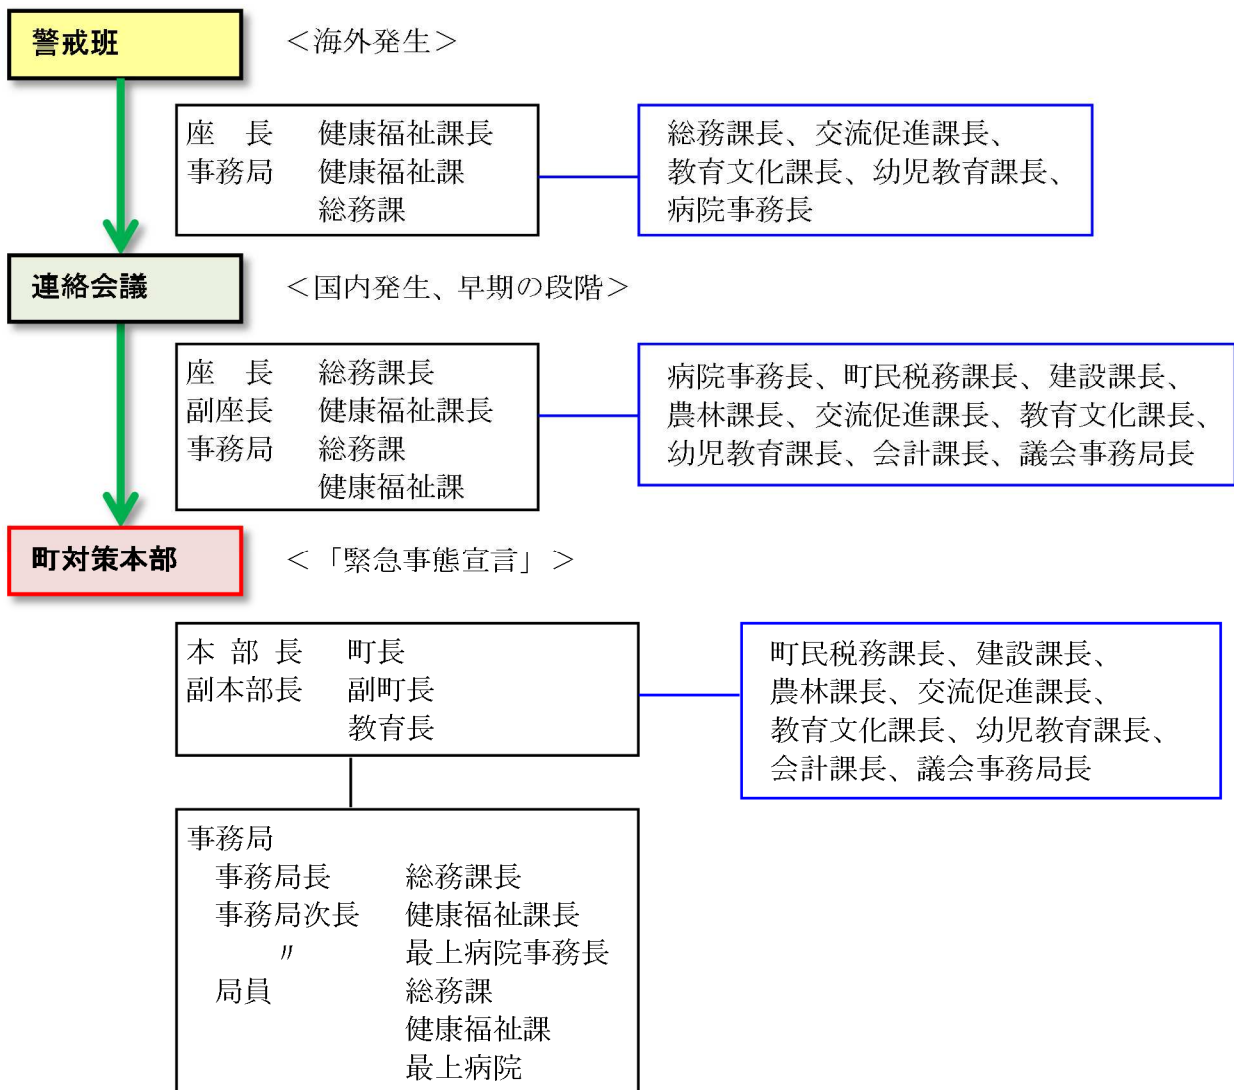 警戒班
＜海外発生＞
座　長　健康福祉課長
事務局　健康福祉課
総務課
総務課長、交流促進課長、
教育文化課長、幼児教育課長、
病院事務長
連絡会議
＜国内発生、早期の段階＞
座　長　総務課長
副座長　健康福祉課長
事務局　総務課
健康福祉課
病院事務長、町民税務課長、建設課長、
農林課長、交流促進課長、教育文化課長、
幼児教育課長、会計課長、議会事務局長
町対策本部
＜「緊急事態宣言」＞
本 部 長　町長
副本部長　副町長
教育長
町民税務課長、建設課長、
農林課長、交流促進課長、
教育文化課長、幼児教育課長、
会計課長、議会事務局長
事務局
事務局長　総務課長
事務局次長　健康福祉課長
〃　最上病院事務長
局員　総務課
健康福祉課
最上病院